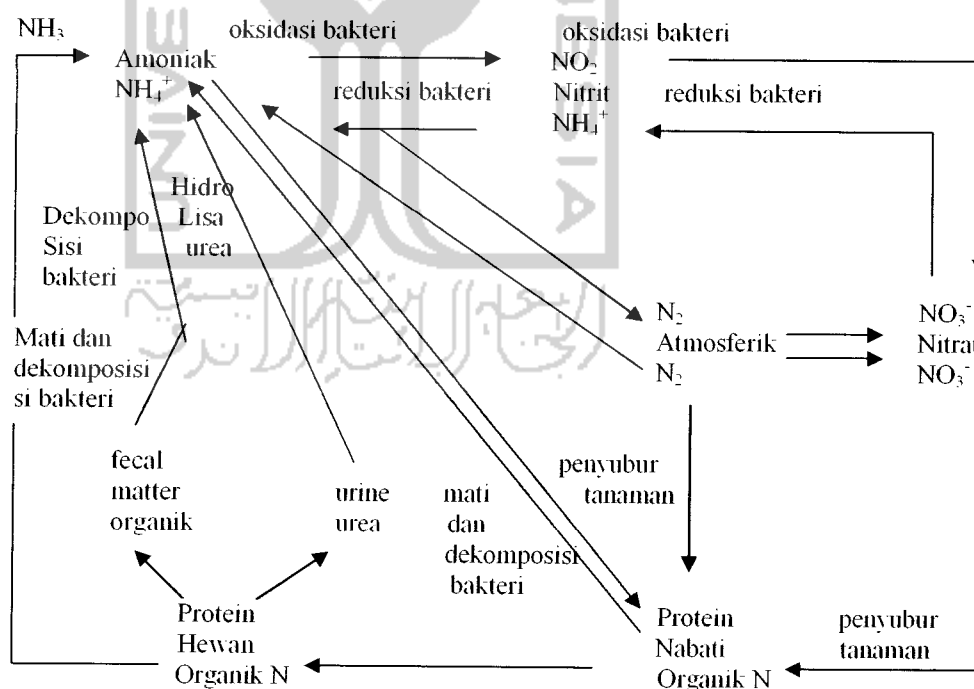 NH₃
oksidasi bakteri
oksidasi bakteri
Amoniak
NH₄⁺
NO₂
Nitrit
NH₄⁺
reduksi bakteri
reduksi bakteri
Hidro
Lisa
urea
Dekompo
Sisi
bakteri
N₂
Atmosferik
N₂
NO₃⁻
NO₃⁻
Mati dan
dekomposisi
si bakteri
fecal
matter
organik
urine
urea
mati
dan
dekomposisi
bakteri
penyubur
tanaman
Protein
Hewan
Organik N
Protein
Nabati
Organik N
penyubur
tanaman